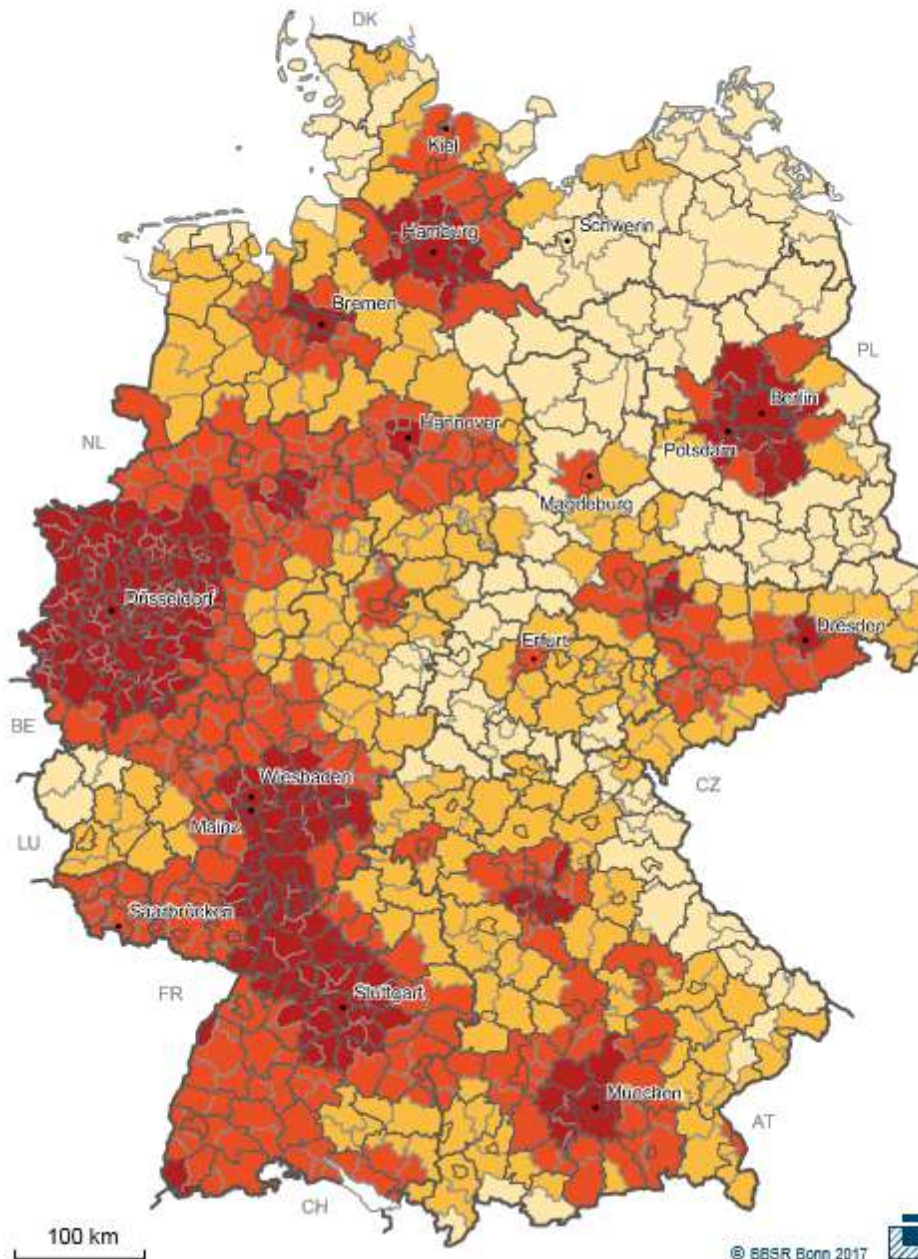 DK
Kiel
Hamburg
Schwerin
Bremen
PL
Berlin
Hannover
NL
Potsdam
Magdeburg
Düsseldorf
Dresden
Erfurt
BE
Wiesbaden
CZ
Mainz
LU
Saarbrücken
FR
Stuttgart
München
AT
CH
100 km
© BBSR Bonn 2017